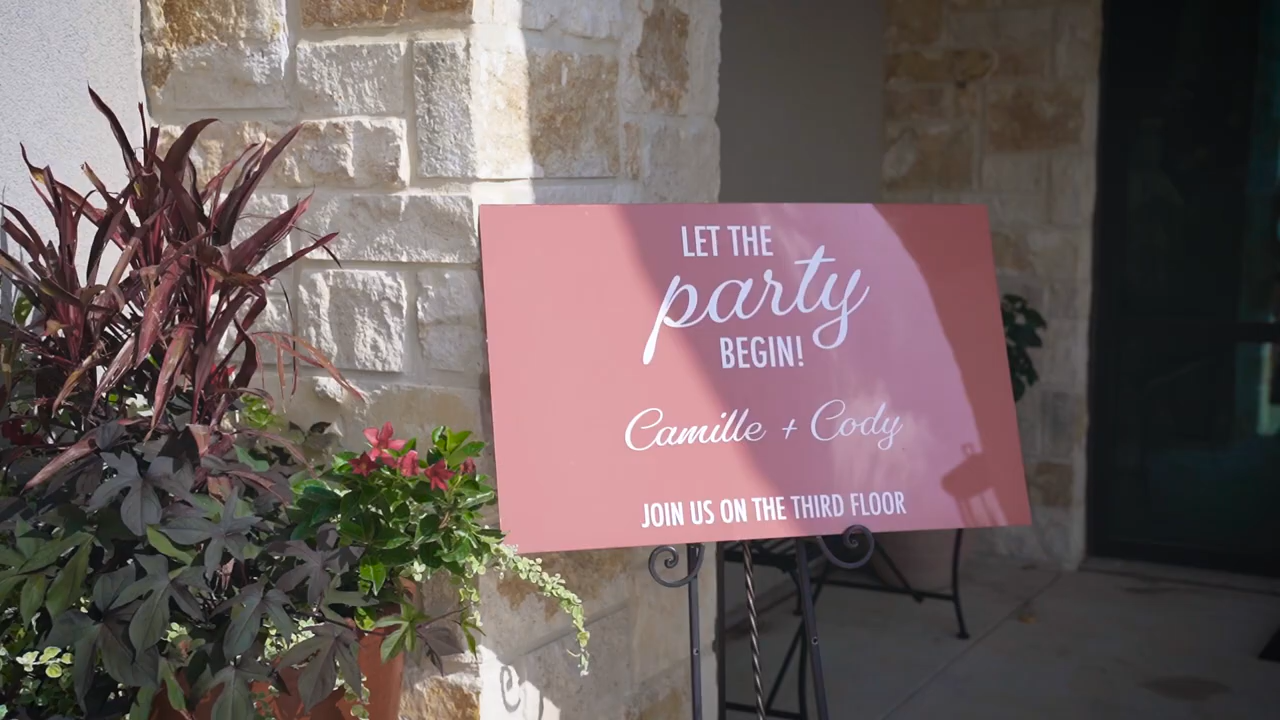 LET THE
party
BEGIN!
Camille + Cody
JOIN US ON THE THIRD FLOOR